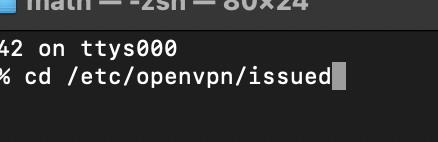 math — -zsh — 80×24
42 on ttys000
% cd /etc/openvpn/issued